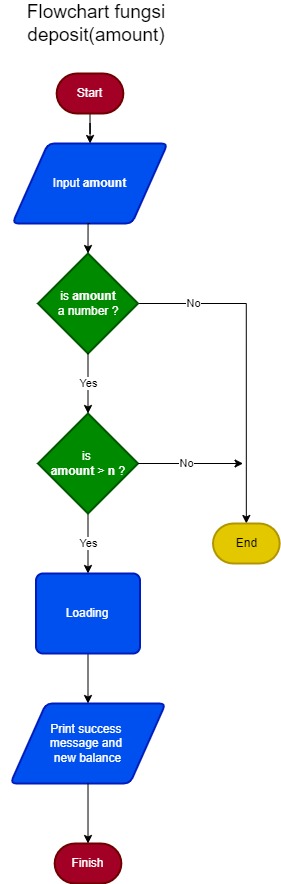 Flowchart fungsi
deposit(amount)
Start
Input amount
is amount
a number ?
No
Yes
is
amount > n ?
No
Yes
End
Loading
Print success
message and
new balance
Finish